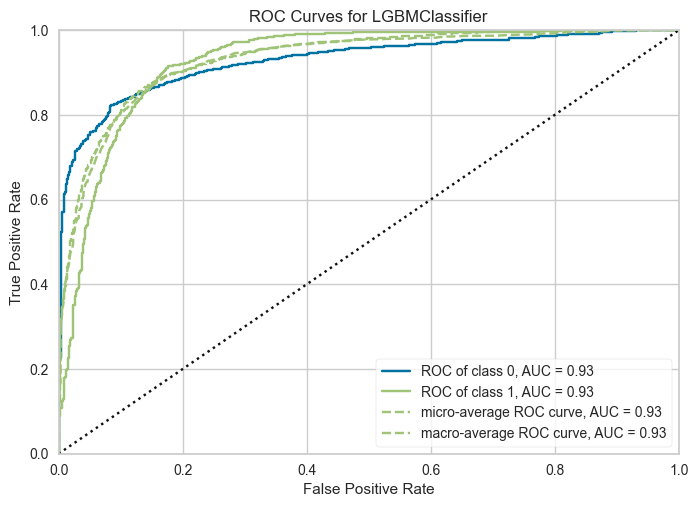 ROC Curves for LGBMClassifier
1.0
0.8
0.6
0.4
0.2
0.0
True Positive Rate
ROC of class 0, AUC = 0.93
ROC of class 1, AUC = 0.93
micro-average ROC curve, AUC = 0.93
macro-average ROC curve, AUC = 0.93
0.0 0.2 0.4 0.6 0.8 1.0
False Positive Rate